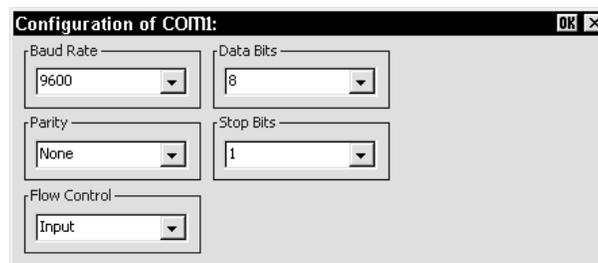 Configuration of COM1:
OK
Baud Rate
Data Bits
9600
8
Parity
Stop Bits
None
1
Flow Control
Input